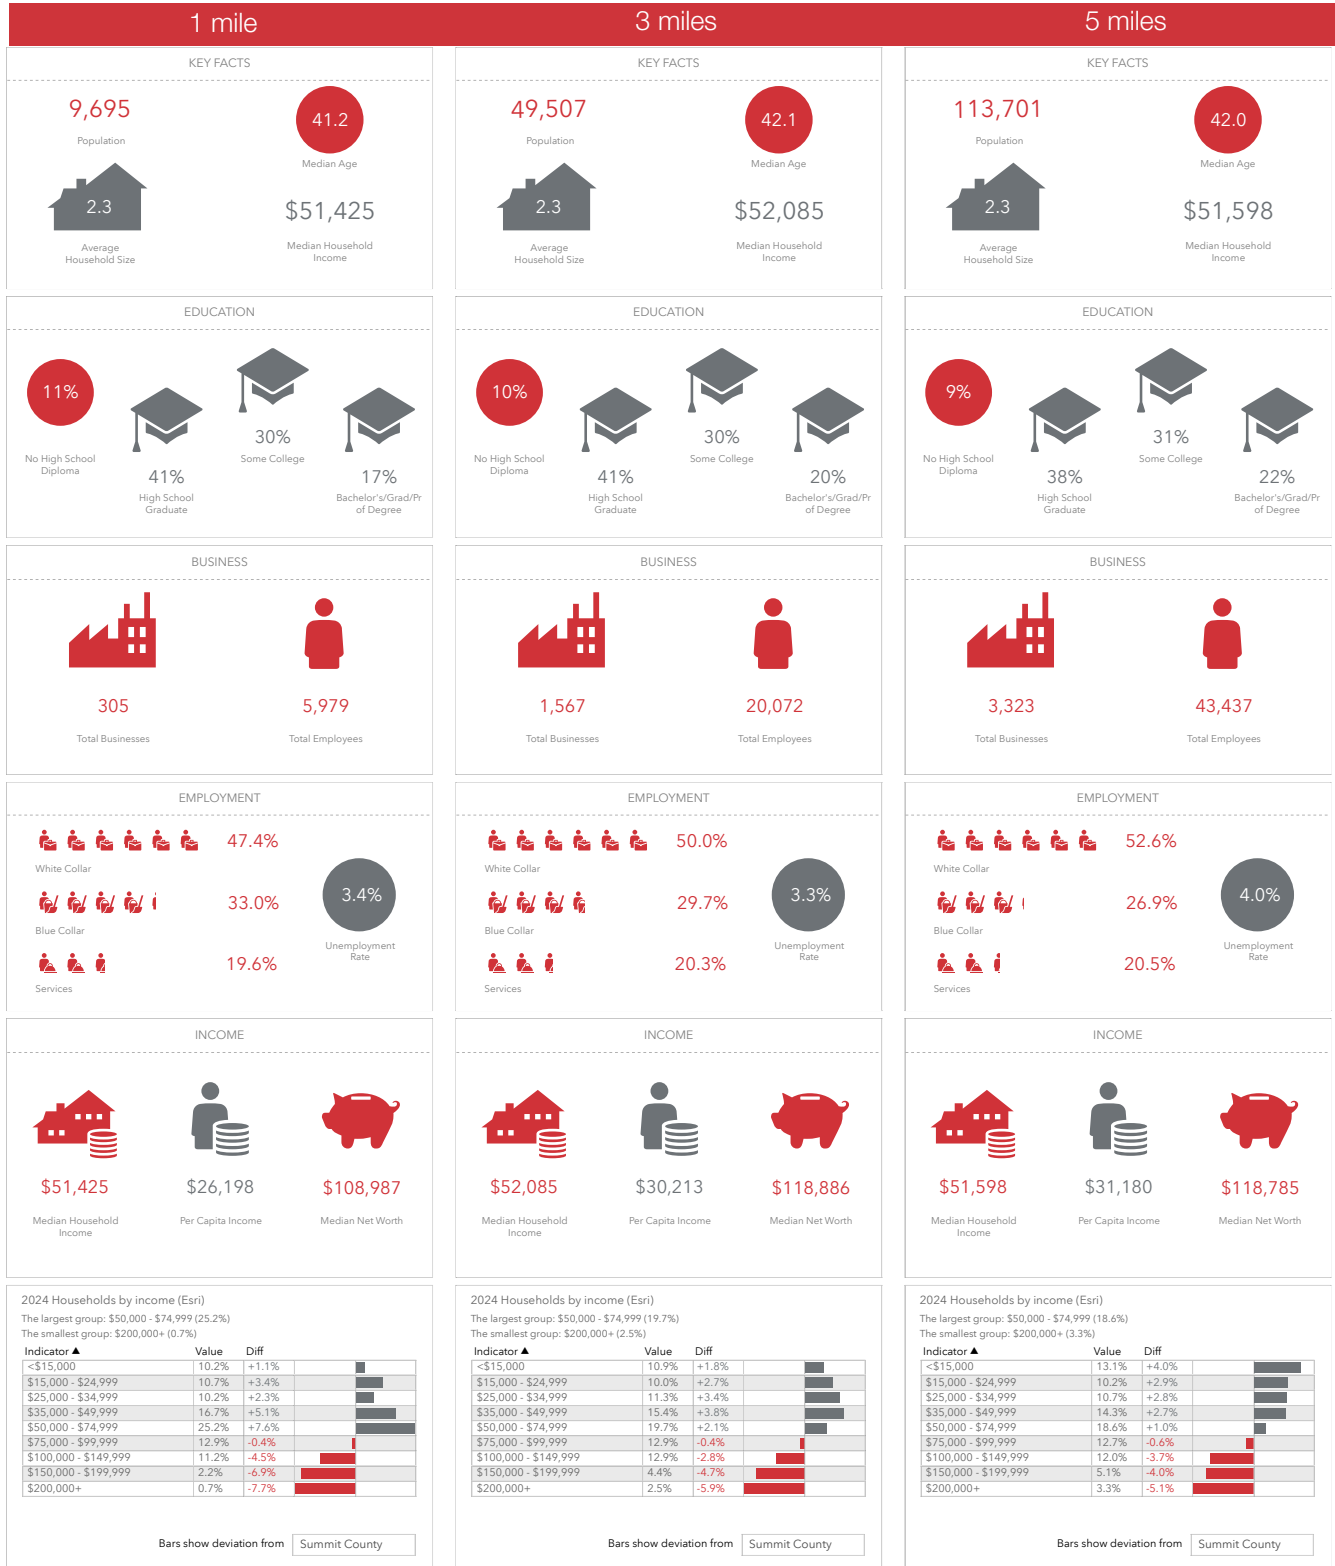 1 mile
3 miles
5 miles
KEY FACTS
9,695
Population
41.2
Median Age
2.3
Average
Household Size
$51,425
Median Household
Income
KEY FACTS
49,507
Population
42.1
Median Age
2.3
Average
Household Size
$52,085
Median Household
Income
KEY FACTS
113,701
Population
42.0
Median Age
2.3
Average
Household Size
$51,598
Median Household
Income
EDUCATION
11%
No High School
Diploma
41%
High School
Graduate
30%
Some College
17%
Bachelor's/Grad/Pr
of Degree
EDUCATION
10%
No High School
Diploma
41%
High School
Graduate
30%
Some College
20%
Bachelor's/Grad/Pr
of Degree
EDUCATION
9%
No High School
Diploma
38%
High School
Graduate
31%
Some College
22%
Bachelor's/Grad/Pr
of Degree
BUSINESS
305
Total Businesses
5,979
Total Employees
BUSINESS
1,567
Total Businesses
20,072
Total Employees
BUSINESS
3,323
Total Businesses
43,437
Total Employees
EMPLOYMENT
47.4%
White Collar
33.0%
Blue Collar
19.6%
Services
3.4%
Unemployment
Rate
EMPLOYMENT
50.0%
White Collar
29.7%
Blue Collar
20.3%
Services
3.3%
Unemployment
Rate
EMPLOYMENT
52.6%
White Collar
26.9%
Blue Collar
20.5%
Services
4.0%
Unemployment
Rate
INCOME
$51,425
Median Household
Income
$26,198
Per Capita Income
$108,987
Median Net Worth
INCOME
$52,085
Median Household
Income
$30,213
Per Capita Income
$118,886
Median Net Worth
INCOME
$51,598
Median Household
Income
$31,180
Per Capita Income
$118,785
Median Net Worth
2024 Households by income (Esri)
The largest group: $50,000 - $74,999 (25.2%)
The smallest group: $200,000+ (0.7%)
Indicator ▲ Value Diff
<$15,000 10.2% +1.1%
$15,000 - $24,999 10.7% +3.4%
$25,000 - $34,999 10.2% +2.3%
$35,000 - $49,999 16.7% +5.1%
$50,000 - $74,999 25.2% +7.6%
$75,000 - $99,999 12.9% -0.4%
$100,000 - $149,999 11.2% -4.5%
$150,000 - $199,999 2.2% -6.9%
$200,000+ 0.7% -7.7%
Bars show deviation from Summit County
2024 Households by income (Esri)
The largest group: $50,000 - $74,999 (19.7%)
The smallest group: $200,000+ (2.5%)
Indicator ▲ Value Diff
<$15,000 10.9% +1.8%
$15,000 - $24,999 10.0% +2.7%
$25,000 - $34,999 11.3% +3.4%
$35,000 - $49,999 15.4% +3.8%
$50,000 - $74,999 19.7% +2.1%
$75,000 - $99,999 12.9% -0.4%
$100,000 - $149,999 12.9% -2.8%
$150,000 - $199,999 4.4% -4.7%
$200,000+ 2.5% -5.9%
Bars show deviation from Summit County
2024 Households by income (Esri)
The largest group: $50,000 - $74,999 (18.6%)
The smallest group: $200,000+ (3.3%)
Indicator ▲ Value Diff
<$15,000 13.1% +4.0%
$15,000 - $24,999 10.2% +2.9%
$25,000 - $34,999 10.7% +2.8%
$35,000 - $49,999 14.3% +2.7%
$50,000 - $74,999 18.6% +1.0%
$75,000 - $99,999 12.7% -0.6%
$100,000 - $149,999 12.0% -3.7%
$150,000 - $199,999 5.1% -4.0%
$200,000+ 3.3% -5.1%
Bars show deviation from Summit County